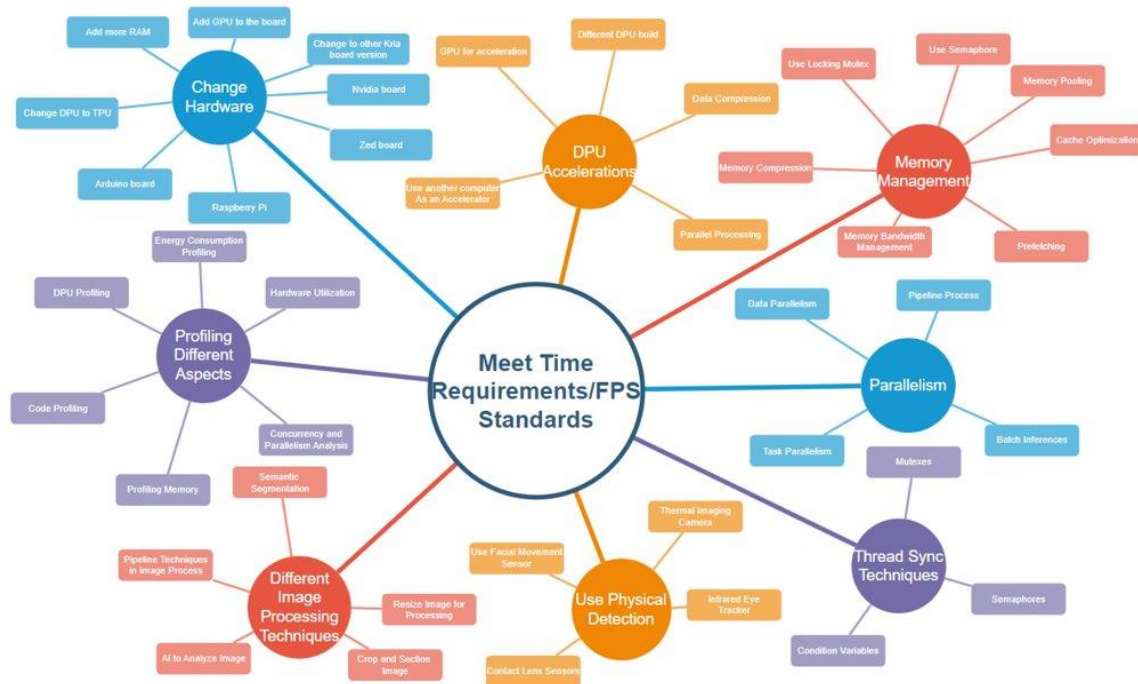 Add GPU to the board
Add more RAM
Change to other Kria
board version
Change
Hardware
Nvidia board
Change DPU to TPU
Zed board
Arduino board
Raspberry Pi
Different DPU build
GPU for acceleration
Data Compression
DPU
Accelerations
Use another computer
As an Accelerator
Parallel Processing
Use Semaphore
Use Locking Mutex
Memory Pooling
Cache Optimization
Memory
Management
Memory Compression
Memory Bandwidth
Management
Prefetching
Energy Consumption
Profiling
DPU Profiling
Hardware Utilization
Profiling
Different
Aspects
Code Profiling
Concurrency and
Parallelism Analysis
Profiling Memory
Meet Time
Requirements/FPS
Standards
Pipeline Process
Data Parallelism
Parallelism
Task Parallelism
Batch Inferences
Semantic
Segmentation
Pipeline Techniques
in Image Process
Different
Image
Processing
Techniques
Resize Image for
Processing
AI to Analyze Image
Crop and Section
Image
Thermal Imaging
Camera
Use Facial Movement
Sensor
Use Physical
Detection
Infrared Eye
Tracker
Contact Lens Sensors
Mutexes
Thread Sync
Techniques
Semaphores
Condition Variables